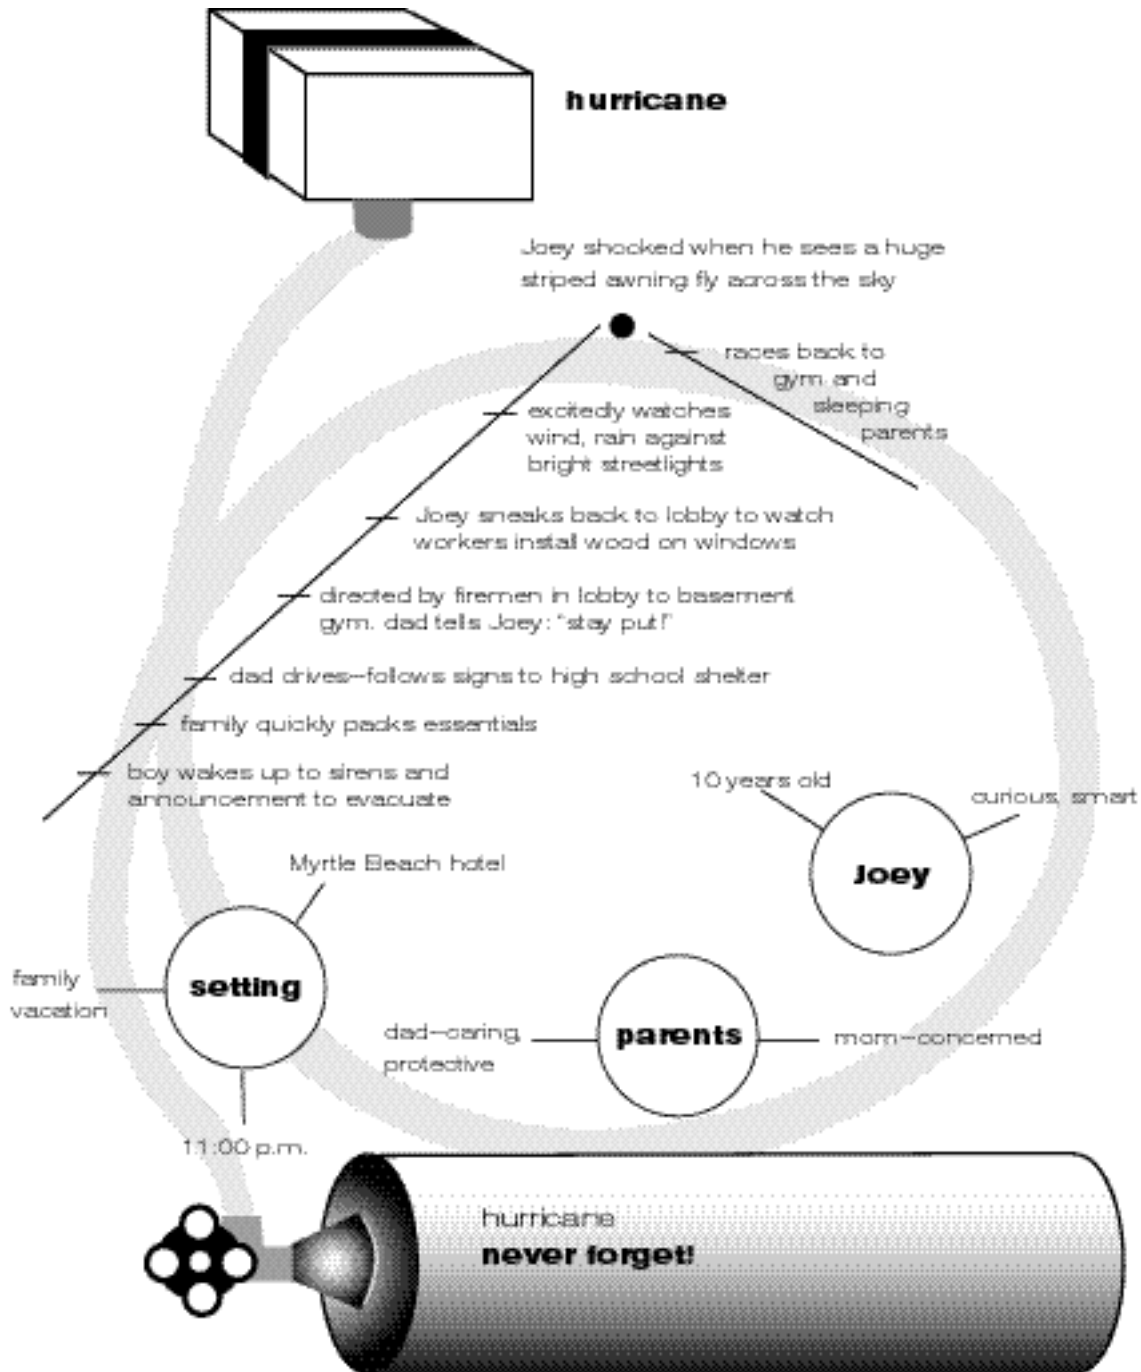 hurricane
Joey shocked when he sees a huge
striped awning fly across the sky
races back to
gym and
sleeping
parents
excitedly watches
wind, rain against
bright streetlights
Joey sneaks back to lobby to watch
workers install wood on windows
directed by firemen in lobby to basement
gym. dad tells Joey: "stay put!"
dad drives--follows signs to high school shelter
family quickly packs essentials
boy wakes up to sirens and
announcement to evacuate
10 years old
curious, smart
Joey
Myrtle Beach hotel
setting
family
vacation
11:00 p.m.
dad--caring,
protective
parents
mom--concerned
hurricane
never forget!